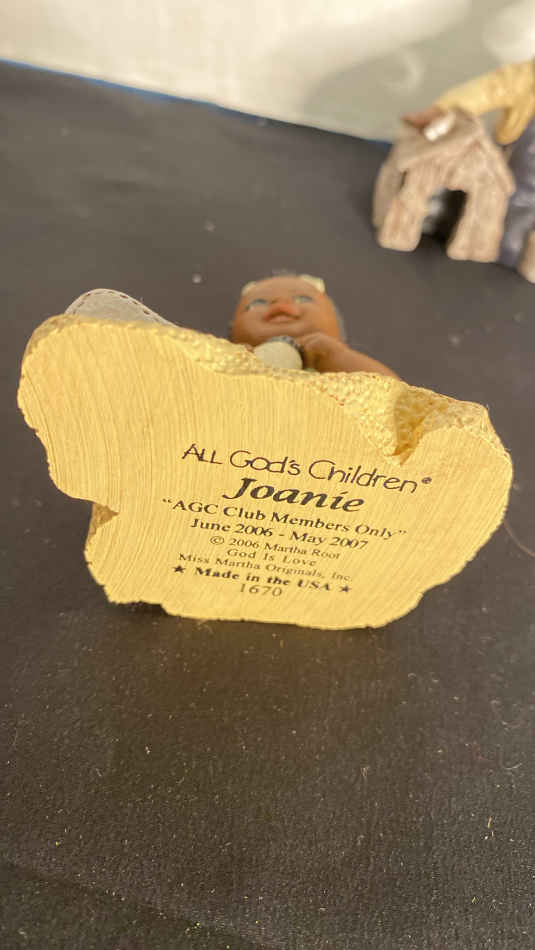 ALL God's Children®
Joanie
"AGC Club Members Only"
June 2006 - May 2007
© 2006 Martha Root
God Is Love
Miss Martha Originals, Inc.
★ Made in the USA ★
1670